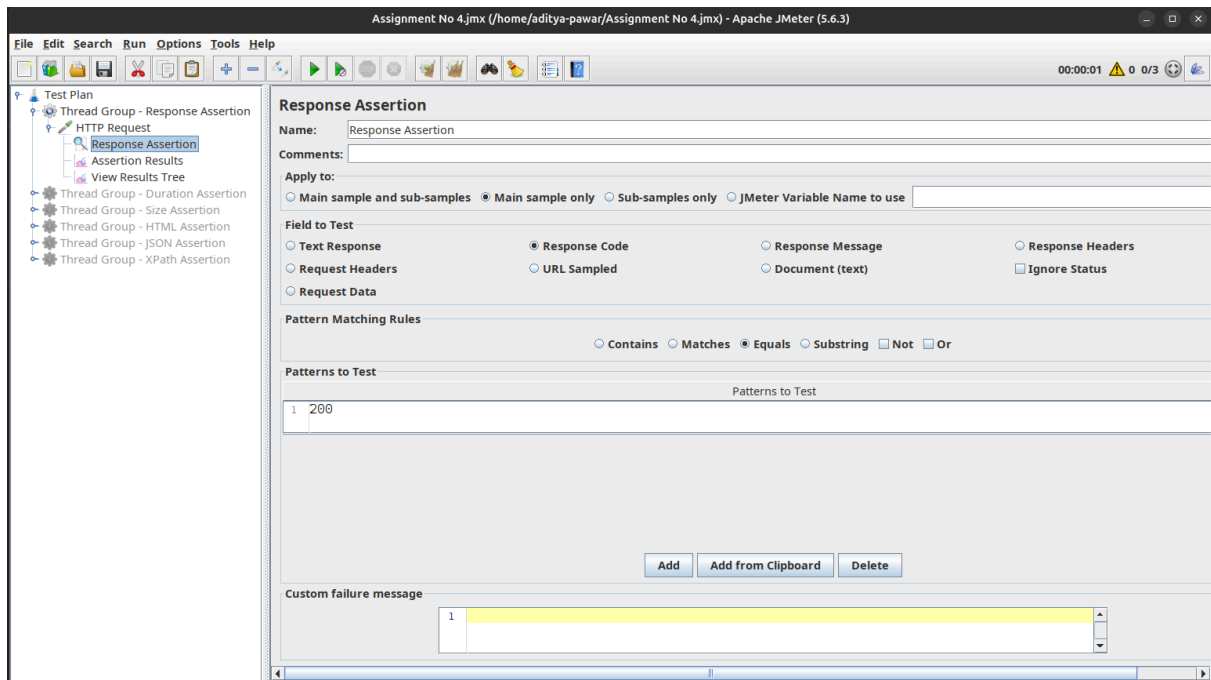 Assignment No 4.jmx (/home/aditya-pawar/Assignment No 4.jmx) - Apache JMeter (5.6.3)
File Edit Search Run Options Tools Help
00:00:01 0 0/3
Test Plan
Thread Group - Response Assertion
HTTP Request
Response Assertion
Assertion Results
View Results Tree
Thread Group - Duration Assertion
Thread Group - Size Assertion
Thread Group - HTML Assertion
Thread Group - JSON Assertion
Thread Group - XPath Assertion
Response Assertion
Name: Response Assertion
Comments:
Apply to:
Main sample and sub-samples Main sample only Sub-samples only JMeter Variable Name to use
Field to Test
Text Response Response Code Response Message Response Headers
Request Headers URL Sampled Document (text) Ignore Status
Request Data
Pattern Matching Rules
Contains Matches Equals Substring Not Or
Patterns to Test
Patterns to Test
1 200
Add Add from Clipboard Delete
Custom failure message
1